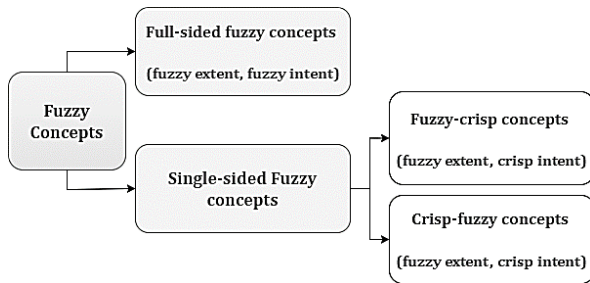 Full-sided fuzzy concepts
(fuzzy extent, fuzzy intent)
Fuzzy
Concepts
Single-sided Fuzzy
concepts
Fuzzy-crisp concepts
(fuzzy extent, crisp intent)
Crisp-fuzzy concepts
(fuzzy extent, crisp intent)